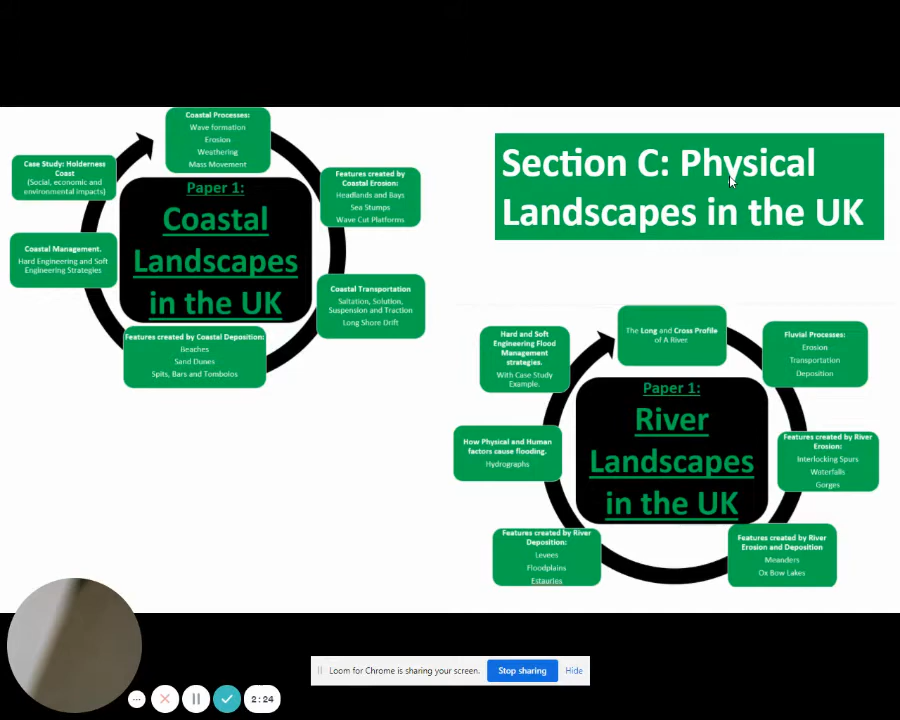 Section C: Physical
Landscapes in the UK
Paper 1:
Coastal
Landscapes
in the UK
Coastal Processes:
Wave formation
Erosion
Weathering
Mass Movement
Features created by
Coastal Erosion:
Headlands and Bays
Sea Stumps
Wave Cut Platforms
Coastal Transportation
Saltation, Solution,
Suspension and Traction
Long Shore Drift
Features created by Coastal Deposition:
Beaches
Sand Dunes
Spits, Bars and Tombolos
Coastal Management.
Hard Engineering and Soft
Engineering Strategies
Case Study: Holderness
Coast
(Social, economic and
environmental impacts)
Paper 1:
River
Landscapes
in the UK
The Long and Cross Profile
of A River.
Fluvial Processes:
Erosion
Transportation
Deposition
Features created by River
Erosion:
Interlocking Spurs
Waterfalls
Gorges
Features created by River
Erosion and Deposition
Meanders
Ox Bow Lakes
Features created by River
Deposition:
Levees
Floodplains
Estauries
How Physical and Human
factors cause flooding.
Hydrographs
Hard and Soft
Engineering Flood
Management
strategies.
With Case Study
Example.
Loom for Chrome is sharing your screen.
Stop sharing
Hide
2:24